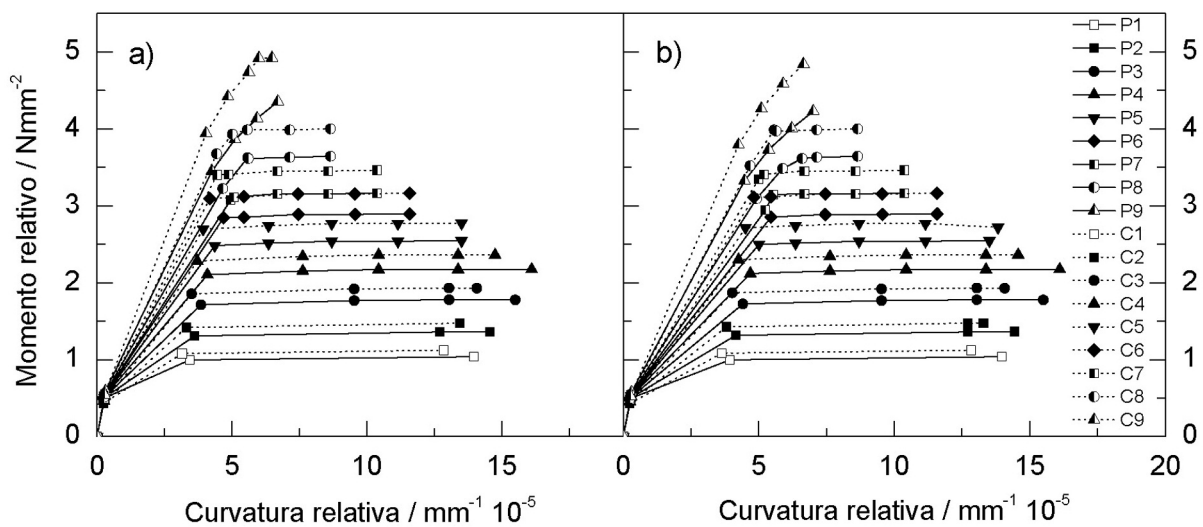 a)
b)
Momento relativo / Nmm-2
5
4
3
2
1
0
0
5
10
15
0
5
10
15
20
5
4
3
2
1
0
Curvatura relativa / mm-1 10-5
Curvatura relativa / mm-1 10-5
P1
P2
P3
P4
P5
P6
P7
P8
P9
C1
C2
C3
C4
C5
C6
C7
C8
C9